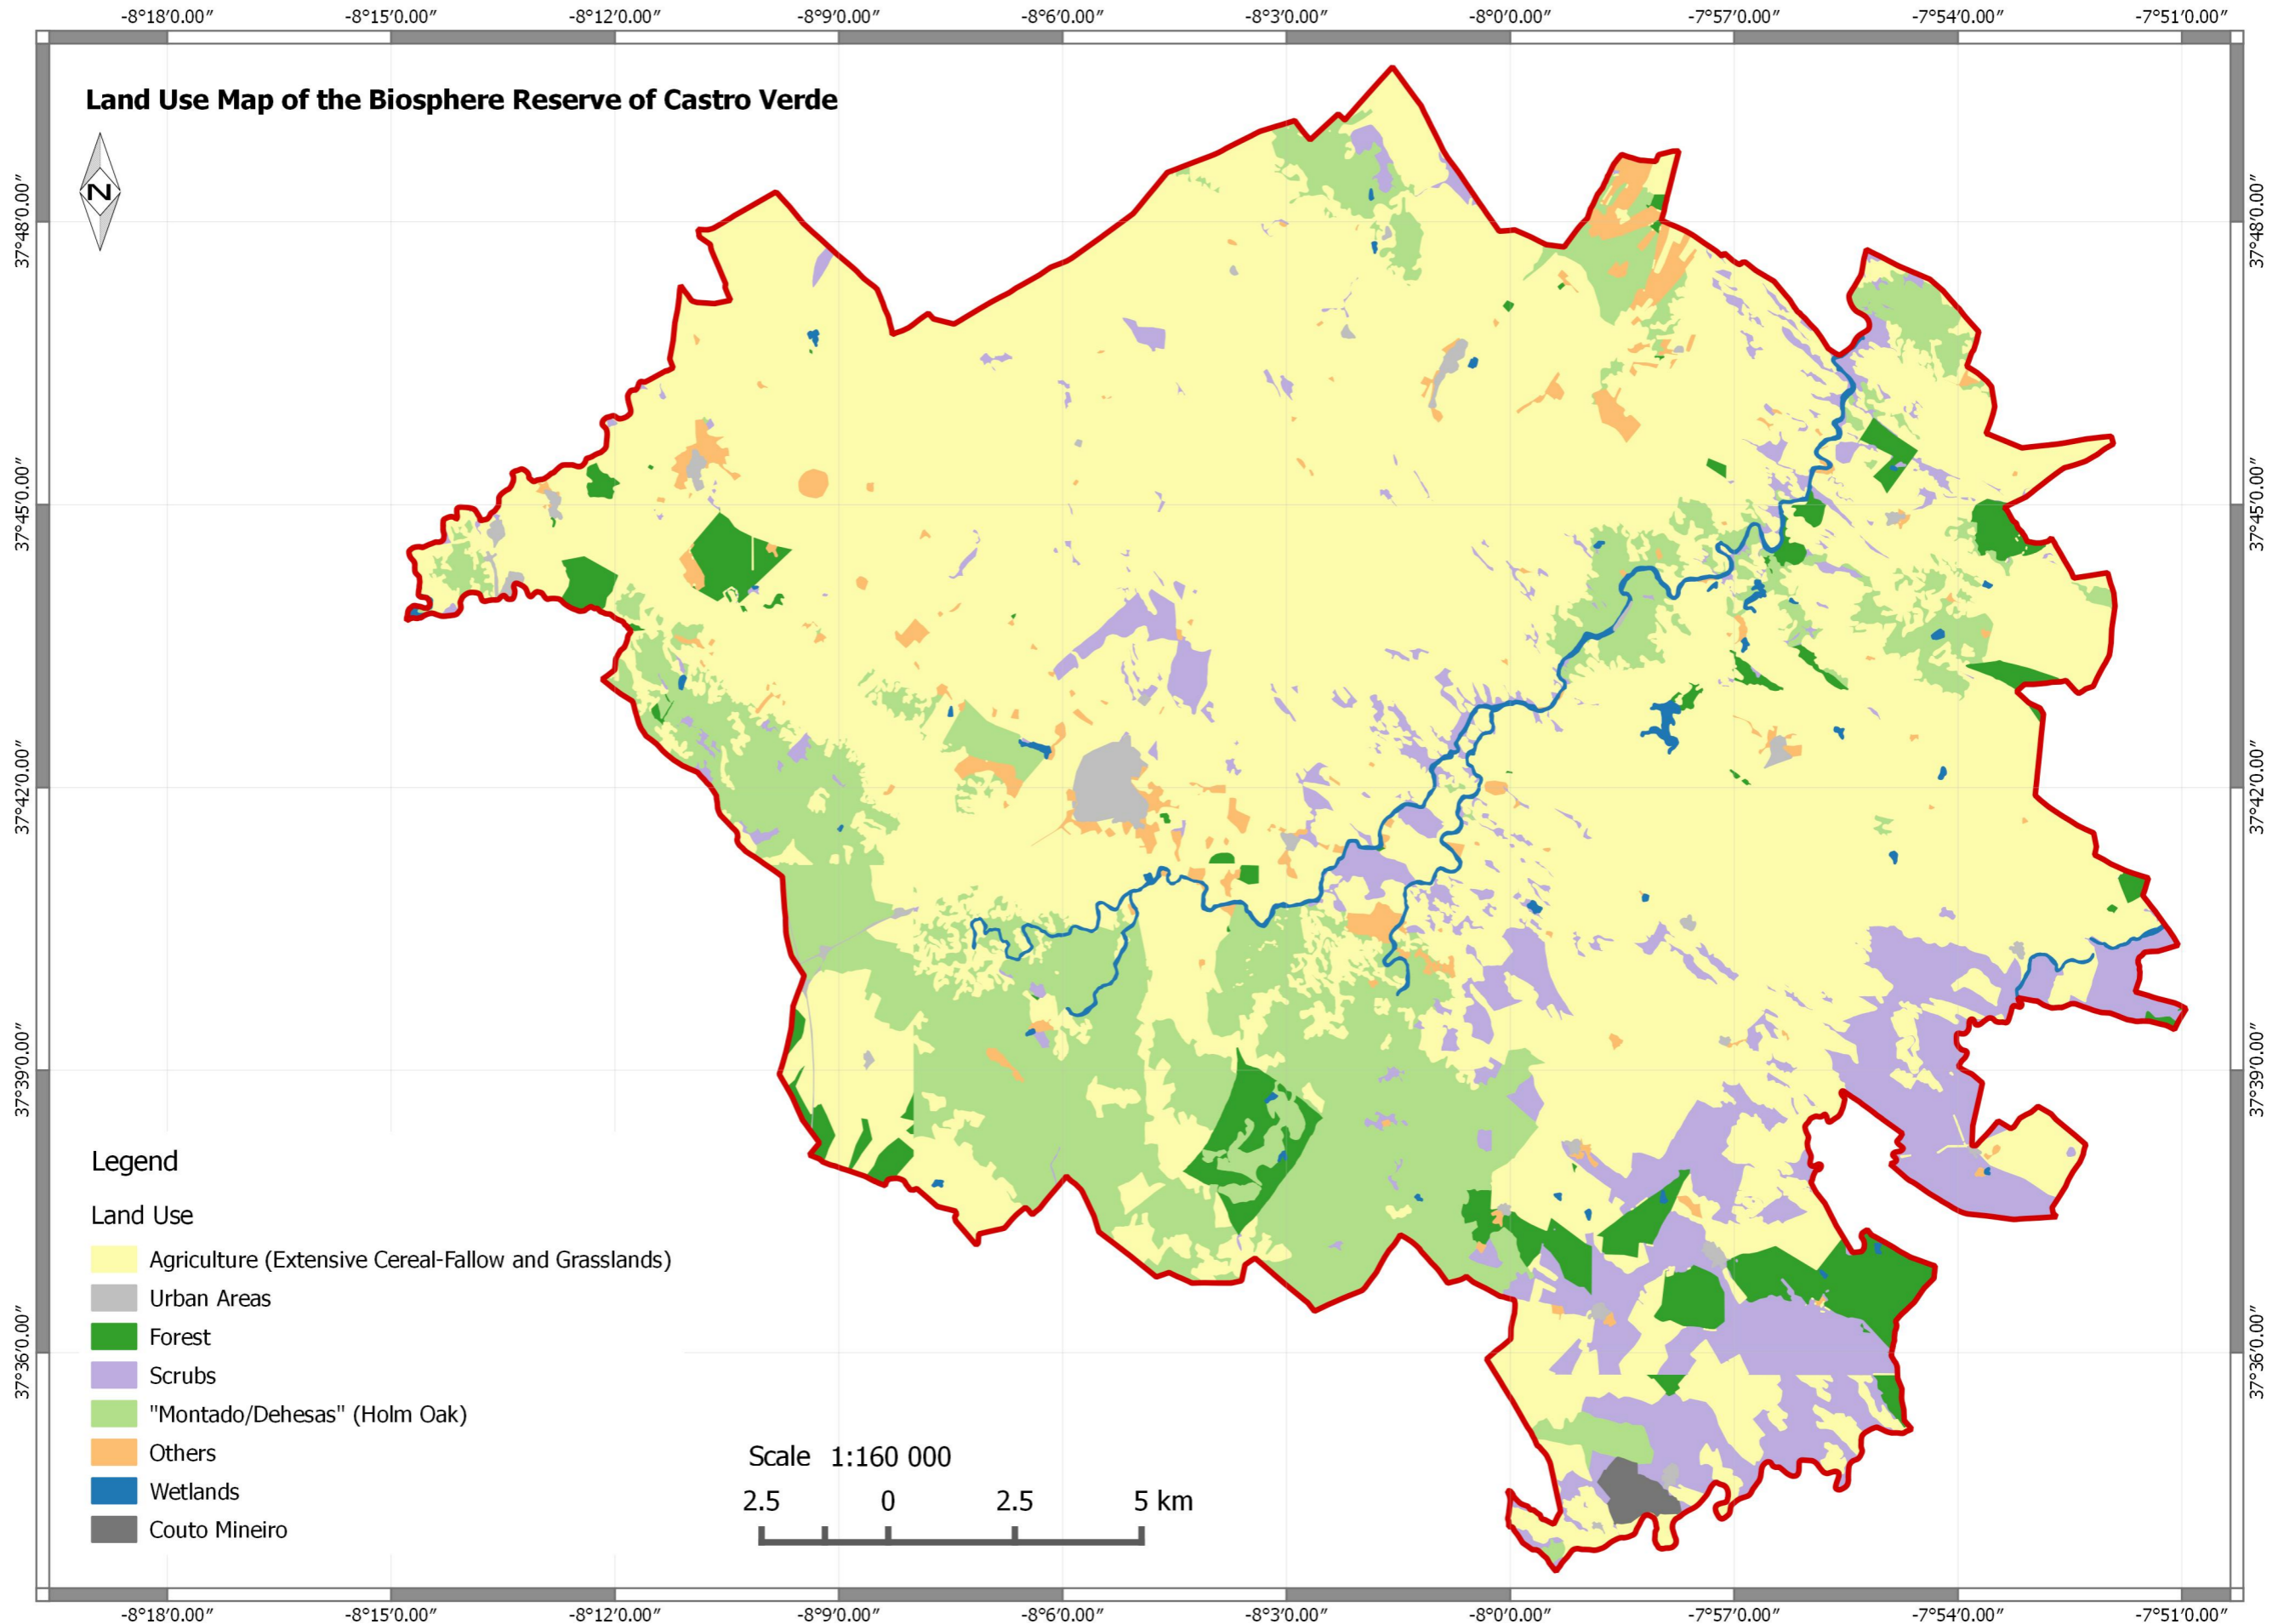 -8°18′0.00″ -8°15′0.00″ -8°12′0.00″ -8°9′0.00″ -8°6′0.00″ -8°3′0.00″ -8°0′0.00″ -7°57′0.00″ -7°54′0.00″ -7°51′0.00″
Land Use Map of the Biosphere Reserve of Castro Verde
N
37°48′0.00″ 37°48′0.00″
37°45′0.00″ 37°45′0.00″
37°42′0.00″ 37°42′0.00″
37°39′0.00″ 37°39′0.00″
37°36′0.00″ 37°36′0.00″
Legend
Land Use
Agriculture (Extensive Cereal-Fallow and Grasslands)
Urban Areas
Forest
Scrubs
"Montado/Dehesas" (Holm Oak)
Others
Wetlands
Couto Mineiro
Scale 1:160 000
2.5 0 2.5 5 km
-8°18′0.00″ -8°15′0.00″ -8°12′0.00″ -8°9′0.00″ -8°6′0.00″ -8°3′0.00″ -8°0′0.00″ -7°57′0.00″ -7°54′0.00″ -7°51′0.00″